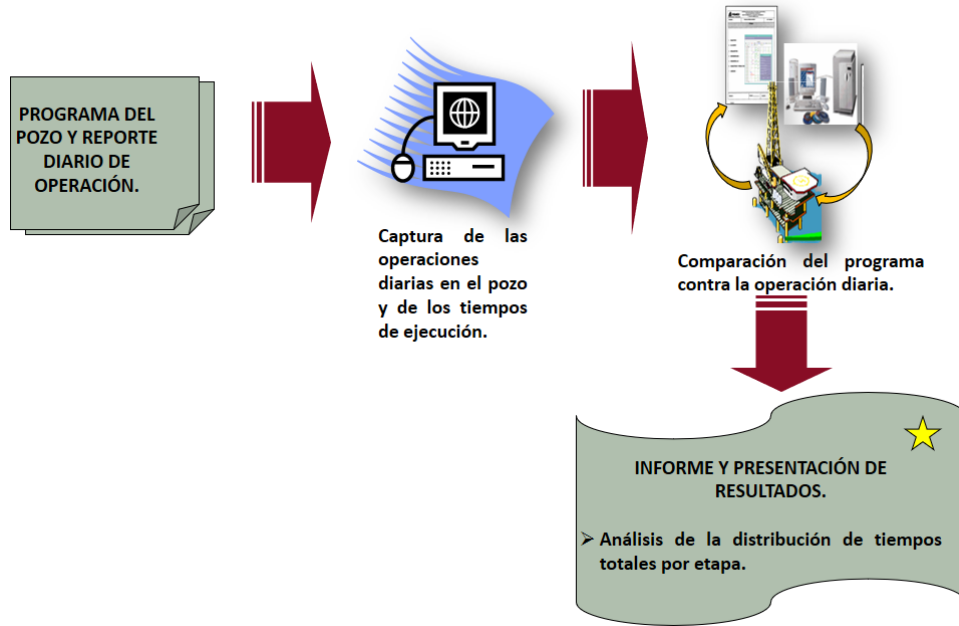 PROGRAMA DEL
POZO Y REPORTE
DIARIO DE
OPERACIÓN.
Captura de las
operaciones
diarias en el pozo
y de los tiempos
de ejecución.
Comparación del programa
contra la operación diaria.
INFORME Y PRESENTACIÓN DE
RESULTADOS.
➢ Análisis de la distribución de tiempos
totales por etapa.